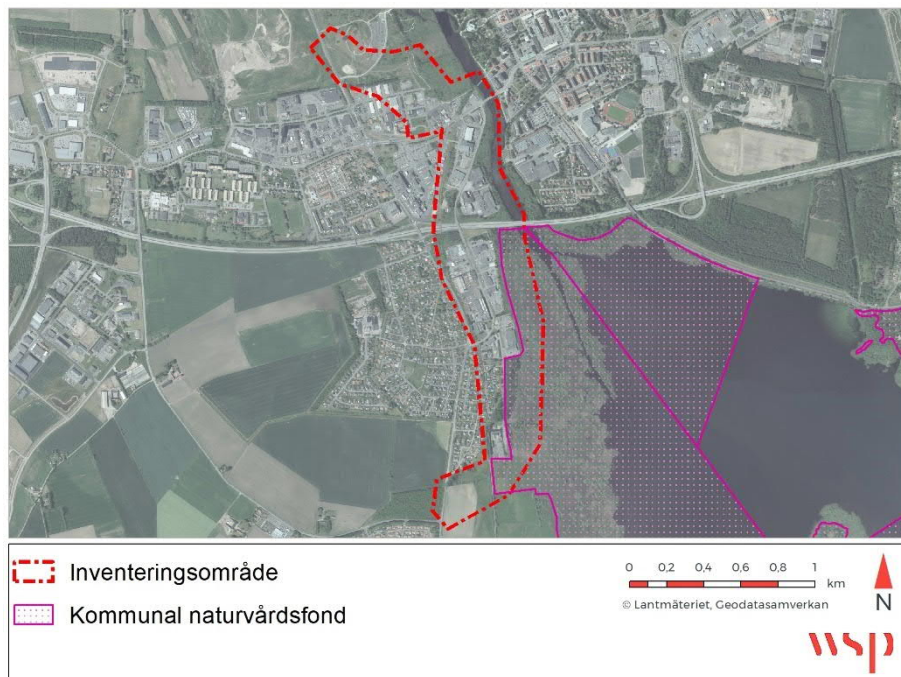 Inventeringsområde
Kommunal naturvårdsfond
0 0,2 0,4 0,6 0,8 1
km
© Lantmäteriet, Geodatasamverkan
N
wsp